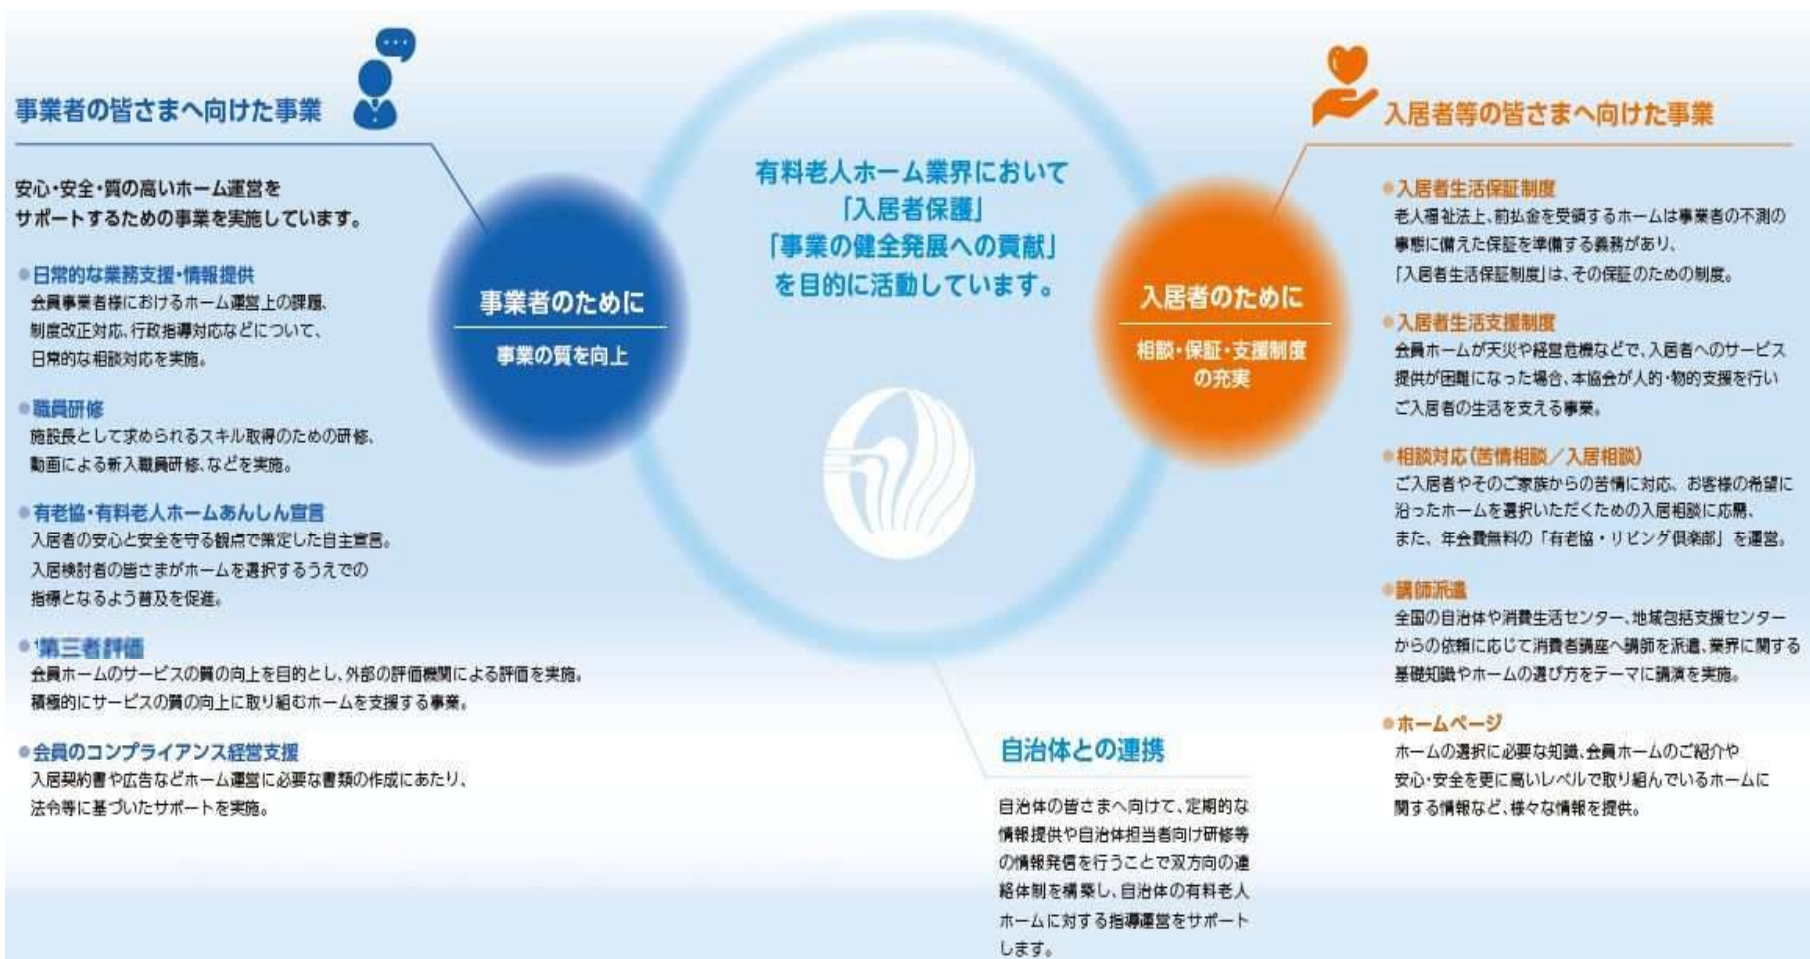 事業者の皆さまへ向けた事業
安心・安全・質の高いホーム運営を
サポートするための事業を実施しています。
●日常的な業務支援・情報提供
会員事業者様におけるホーム運営上の課題、
制度改正対応、行政指導対応などについて、
日常的な相談対応を実施。
●職員研修
施設長として求められるスキル取得のための研修、
動画による新入職員研修、などを実施。
●有老協・有料老人ホームあんしん宣言
入居者の安心と安全を守る観点で策定した自主宣言。
入居検討者の皆さまがホームを選択するうえでの
指標となるよう普及を促進。
●第三者評価
会員ホームのサービスの質の向上を目的とし、外部の評価機関による評価を実施。
積極的にサービスの質の向上に取り組むホームを支援する事業。
●会員のコンプライアンス経営支援
入居契約書や広告などホーム運営に必要な書類の作成にあたり、
法令等に基づいたサポートを実施。
事業者のために
事業の質を向上
有料老人ホーム業界において
「入居者保護」
「事業の健全発展への貢献」
を目的に活動しています。
入居者のために
相談・保証・支援制度
の充実
自治体との連携
自治体の皆さまへ向けて、定期的な
情報提供や自治体担当者向け研修等
の情報発信を行うことで双方向の連
絡体制を構築し、自治体の有料老人
ホームに対する指導運営をサポート
します。
入居者等の皆さまへ向けた事業
●入居者生活保証制度
老人福祉法上、前払金を受領するホームは事業者の不測の
事態に備えた保証を準備する義務があり、
「入居者生活保証制度」は、その保証のための制度。
●入居者生活支援制度
会員ホームが天災や経営危機などで、入居者へのサービス
提供が困難になった場合、本協会が人的・物的支援を行い
ご入居者の生活を支える事業。
●相談対応（苦情相談／入居相談）
ご入居者やそのご家族からの苦情に対応、お客様の希望に
沿ったホームを選択いただくための入居相談に応需、
また、年会費無料の「有老協・リビング倶楽部」を運営。
●講師派遣
全国の自治体や消費生活センター、地域包括支援センター
からの依頼に応じて消費者講座へ講師を派遣、業界に関する
基礎知識やホームの選び方をテーマに講演を実施。
●ホームページ
ホームの選択に必要な知識、会員ホームのご紹介や
安心・安全を更に高いレベルで取り組んでいるホームに
関する情報など、様々な情報を提供。